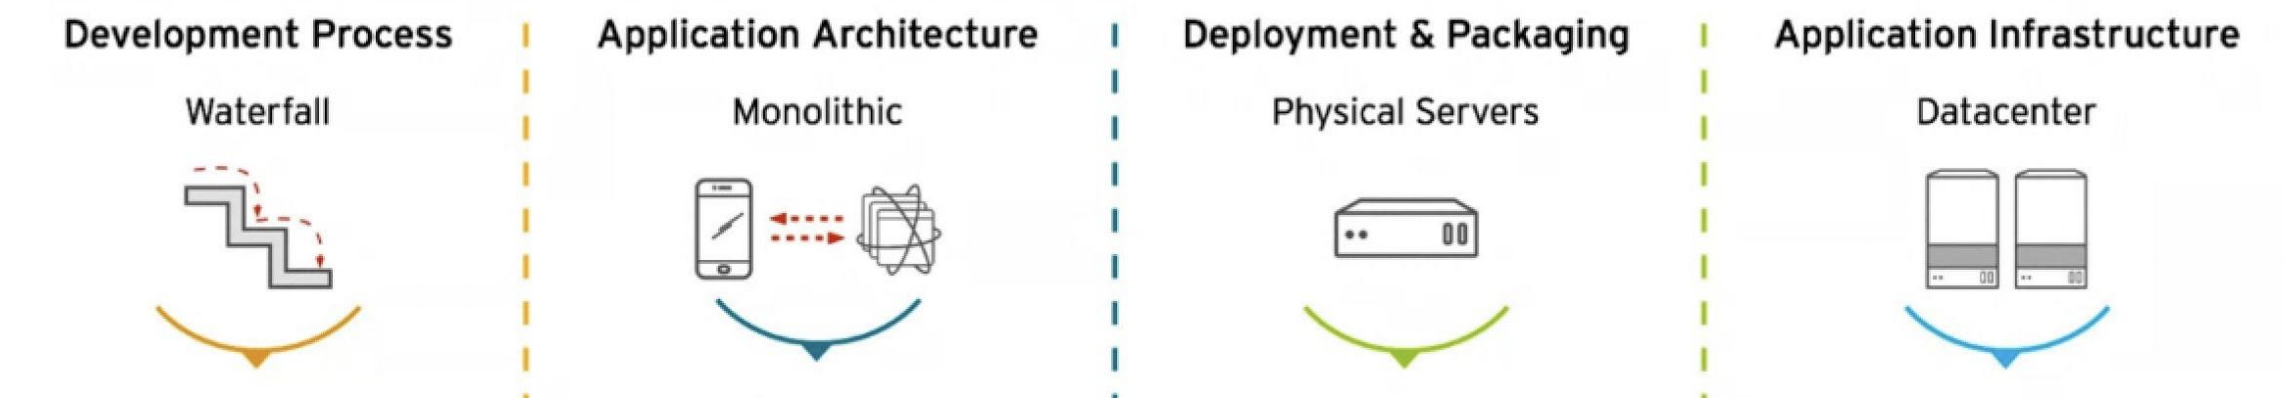 Development Process
Waterfall
Application Architecture
Monolithic
Deployment & Packaging
Physical Servers
Application Infrastructure
Datacenter